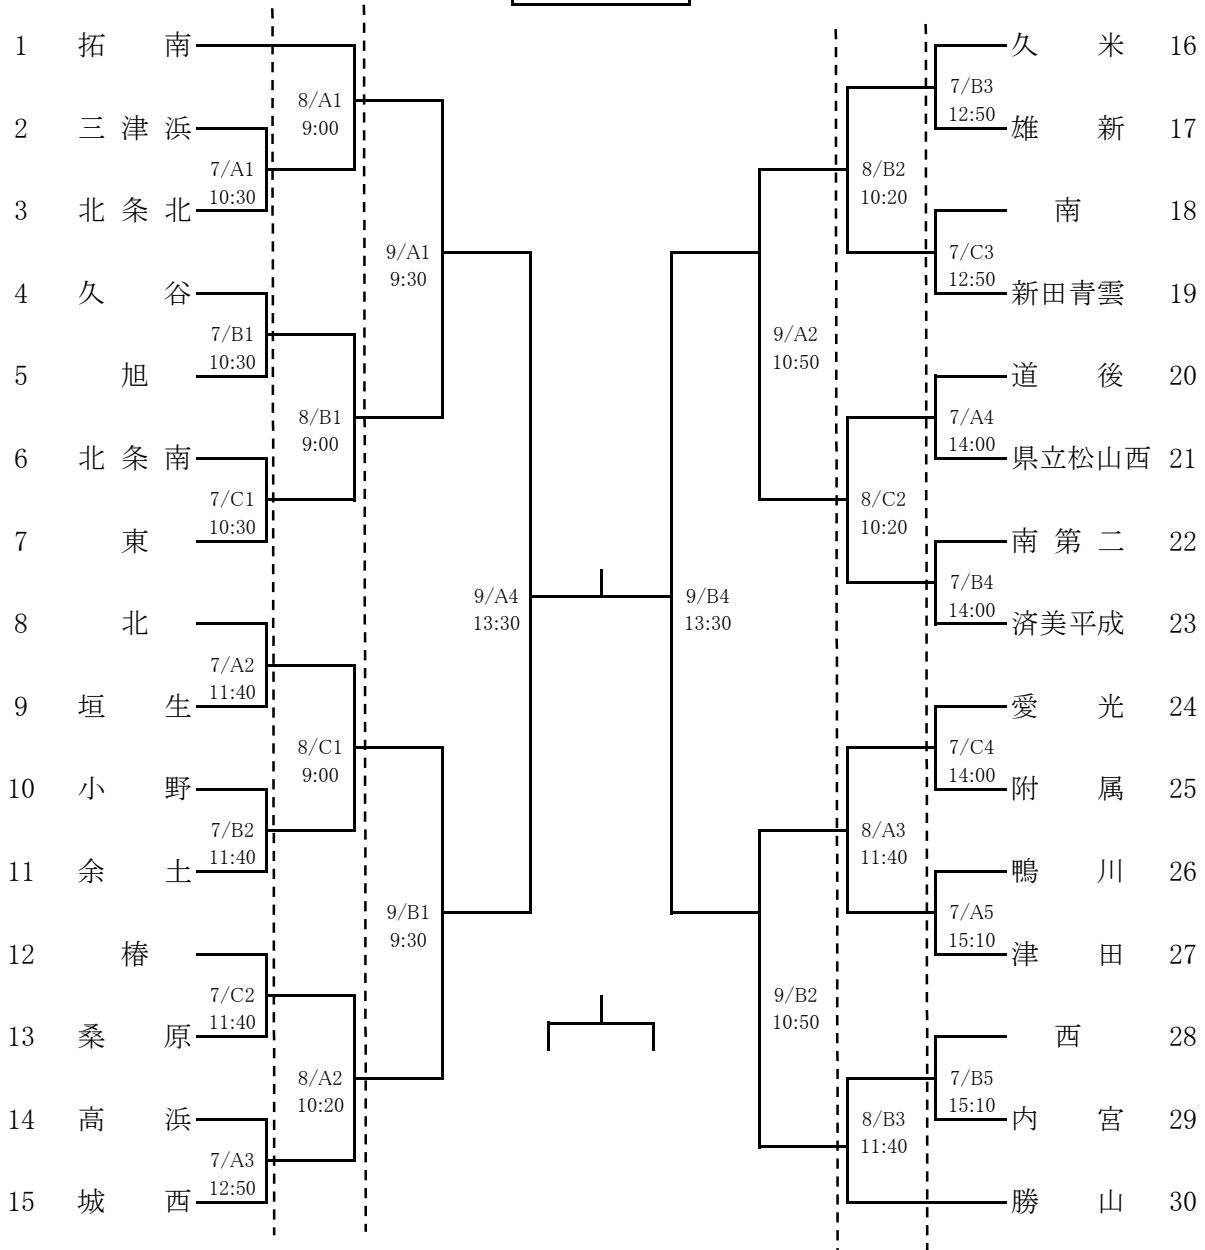 1 拓南
8/A1
9:00
2 三津浜
7/A1
10:30
3 北条北
9/A1
9:30
4 久谷
7/B1
10:30
5 旭
8/B1
9:00
6 北条南
7/C1
10:30
7 東
9/A4
13:30
8 北
7/A2
11:40
9 垣生
8/C1
9:00
10 小野
7/B2
11:40
11 余土
9/B1
9:30
12 椿
7/C2
11:40
13 桑原
8/A2
10:20
14 高浜
7/A3
12:50
15 城西
久米 16
7/B3
12:50
雄新 17
8/B2
10:20
南 18
7/C3
12:50
新田青雲 19
9/A2
10:50
道後 20
7/A4
14:00
県立松山西 21
8/C2
10:20
南第二 22
7/B4
14:00
済美平成 23
9/B4
13:30
愛光 24
7/C4
14:00
附属 25
8/A3
11:40
鴨川 26
7/A5
15:10
津田 27
9/B2
10:50
西 28
7/B5
15:10
内宮 29
8/B3
11:40
勝山 30